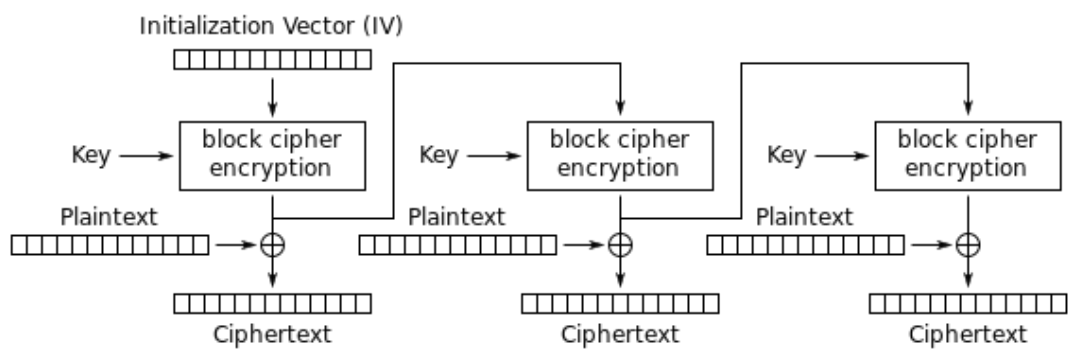 Initialization Vector (IV)
Key
block cipher
encryption
Key
block cipher
encryption
Key
block cipher
encryption
Plaintext
Plaintext
Plaintext
Ciphertext
Ciphertext
Ciphertext